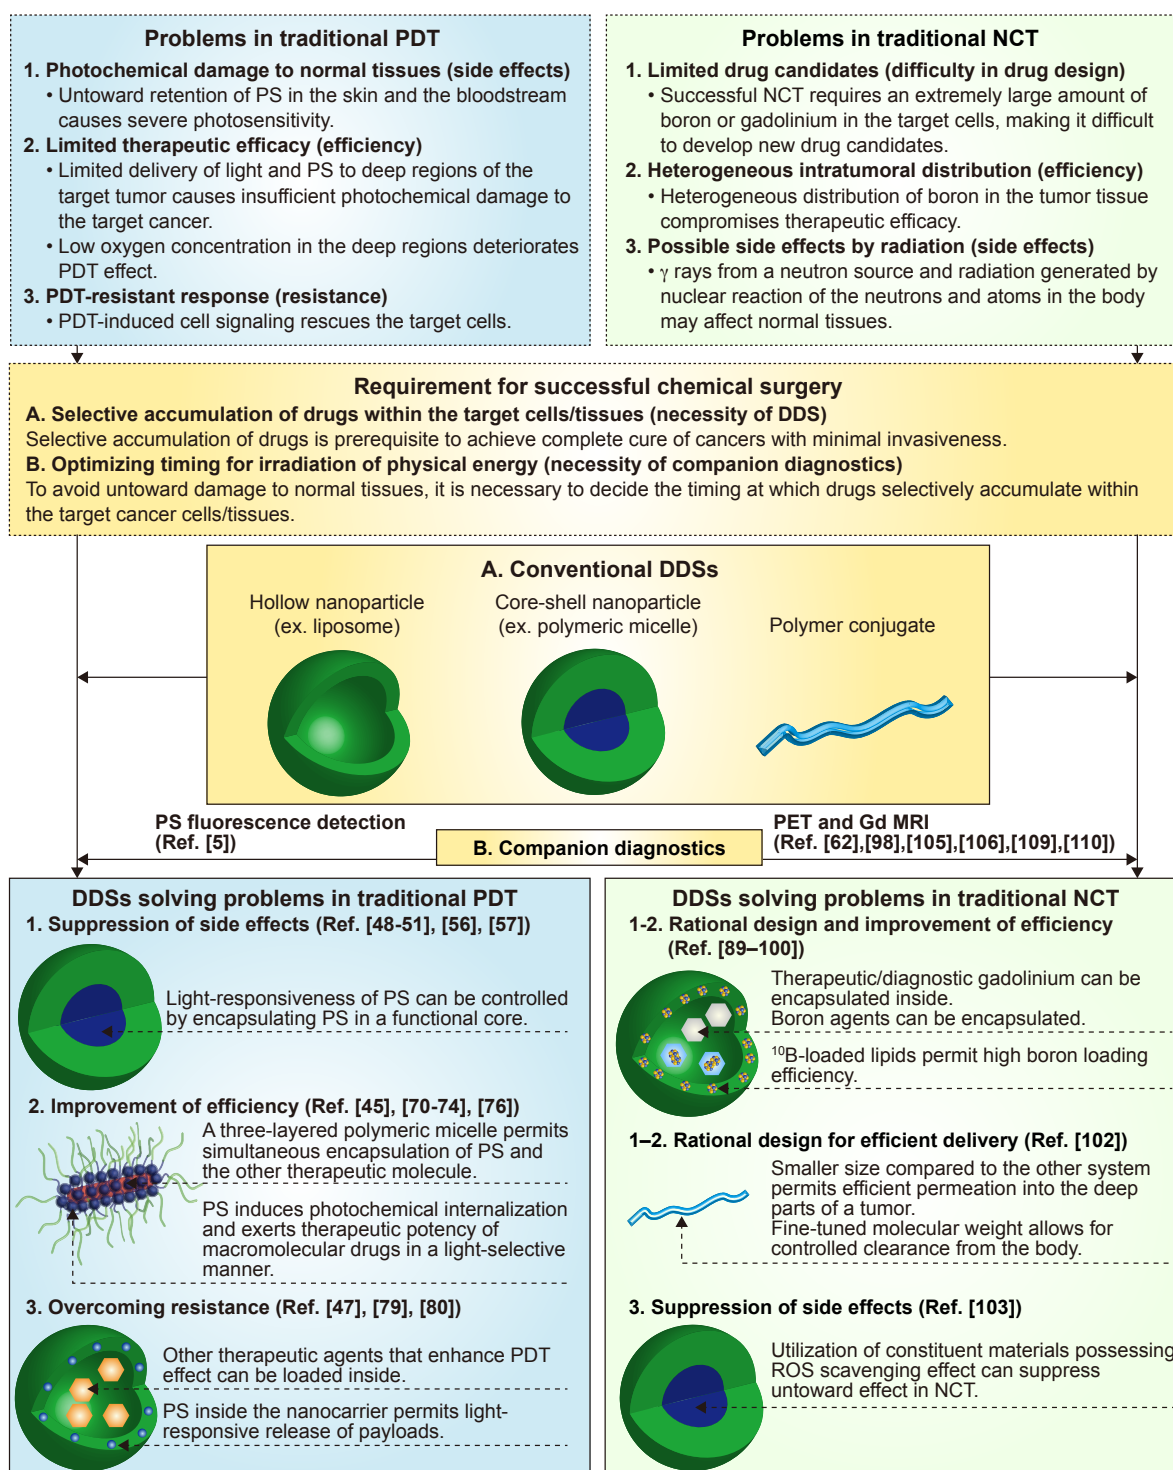 Problems in traditional PDT
1. Photochemical damage to normal tissues (side effects)
• Untoward retention of PS in the skin and the bloodstream
causes severe photosensitivity.
2. Limited therapeutic efficacy (efficiency)
• Limited delivery of light and PS to deep regions of the
target tumor causes insufficient photochemical damage to
the target cancer.
• Low oxygen concentration in the deep regions deteriorates
PDT effect.
3. PDT-resistant response (resistance)
• PDT-induced cell signaling rescues the target cells.
Problems in traditional NCT
1. Limited drug candidates (difficulty in drug design)
• Successful NCT requires an extremely large amount of
boron or gadolinium in the target cells, making it difficult
to develop new drug candidates.
2. Heterogeneous intratumoral distribution (efficiency)
• Heterogeneous distribution of boron in the tumor tissue
compromises therapeutic efficacy.
3. Possible side effects by radiation (side effects)
• γ rays from a neutron source and radiation generated by
nuclear reaction of the neutrons and atoms in the body
may affect normal tissues.
Requirement for successful chemical surgery
A. Selective accumulation of drugs within the target cells/tissues (necessity of DDS)
Selective accumulation of drugs is prerequisite to achieve complete cure of cancers with minimal invasiveness.
B. Optimizing timing for irradiation of physical energy (necessity of companion diagnostics)
To avoid untoward damage to normal tissues, it is necessary to decide the timing at which drugs selectively accumulate within
the target cancer cells/tissues.
A. Conventional DDSs
Hollow nanoparticle
(ex. liposome)
Core-shell nanoparticle
(ex. polymeric micelle)
Polymer conjugate
PS fluorescence detection
(Ref. [5])
B. Companion diagnostics
PET and Gd MRI
(Ref. [62],[98],[105],[106],[109],[110])
DDSs solving problems in traditional PDT
1. Suppression of side effects (Ref. [48-51], [56], [57])
Light-responsiveness of PS can be controlled
by encapsulating PS in a functional core.
2. Improvement of efficiency (Ref. [45], [70-74], [76])
A three-layered polymeric micelle permits
simultaneous encapsulation of PS and
the other therapeutic molecule.
PS induces photochemical internalization
and exerts therapeutic potency of
macromolecular drugs in a light-selective
manner.
3. Overcoming resistance (Ref. [47], [79], [80])
Other therapeutic agents that enhance PDT
effect can be loaded inside.
PS inside the nanocarrier permits light-
responsive release of payloads.
DDSs solving problems in traditional NCT
1-2. Rational design and improvement of efficiency
(Ref. [89–100])
Therapeutic/diagnostic gadolinium can be
encapsulated inside.
Boron agents can be encapsulated.
¹⁰B-loaded lipids permit high boron loading
efficiency.
1–2. Rational design for efficient delivery (Ref. [102])
Smaller size compared to the other system
permits efficient permeation into the deep
parts of a tumor.
Fine-tuned molecular weight allows for
controlled clearance from the body.
3. Suppression of side effects (Ref. [103])
Utilization of constituent materials possessing
ROS scavenging effect can suppress
untoward effect in NCT.